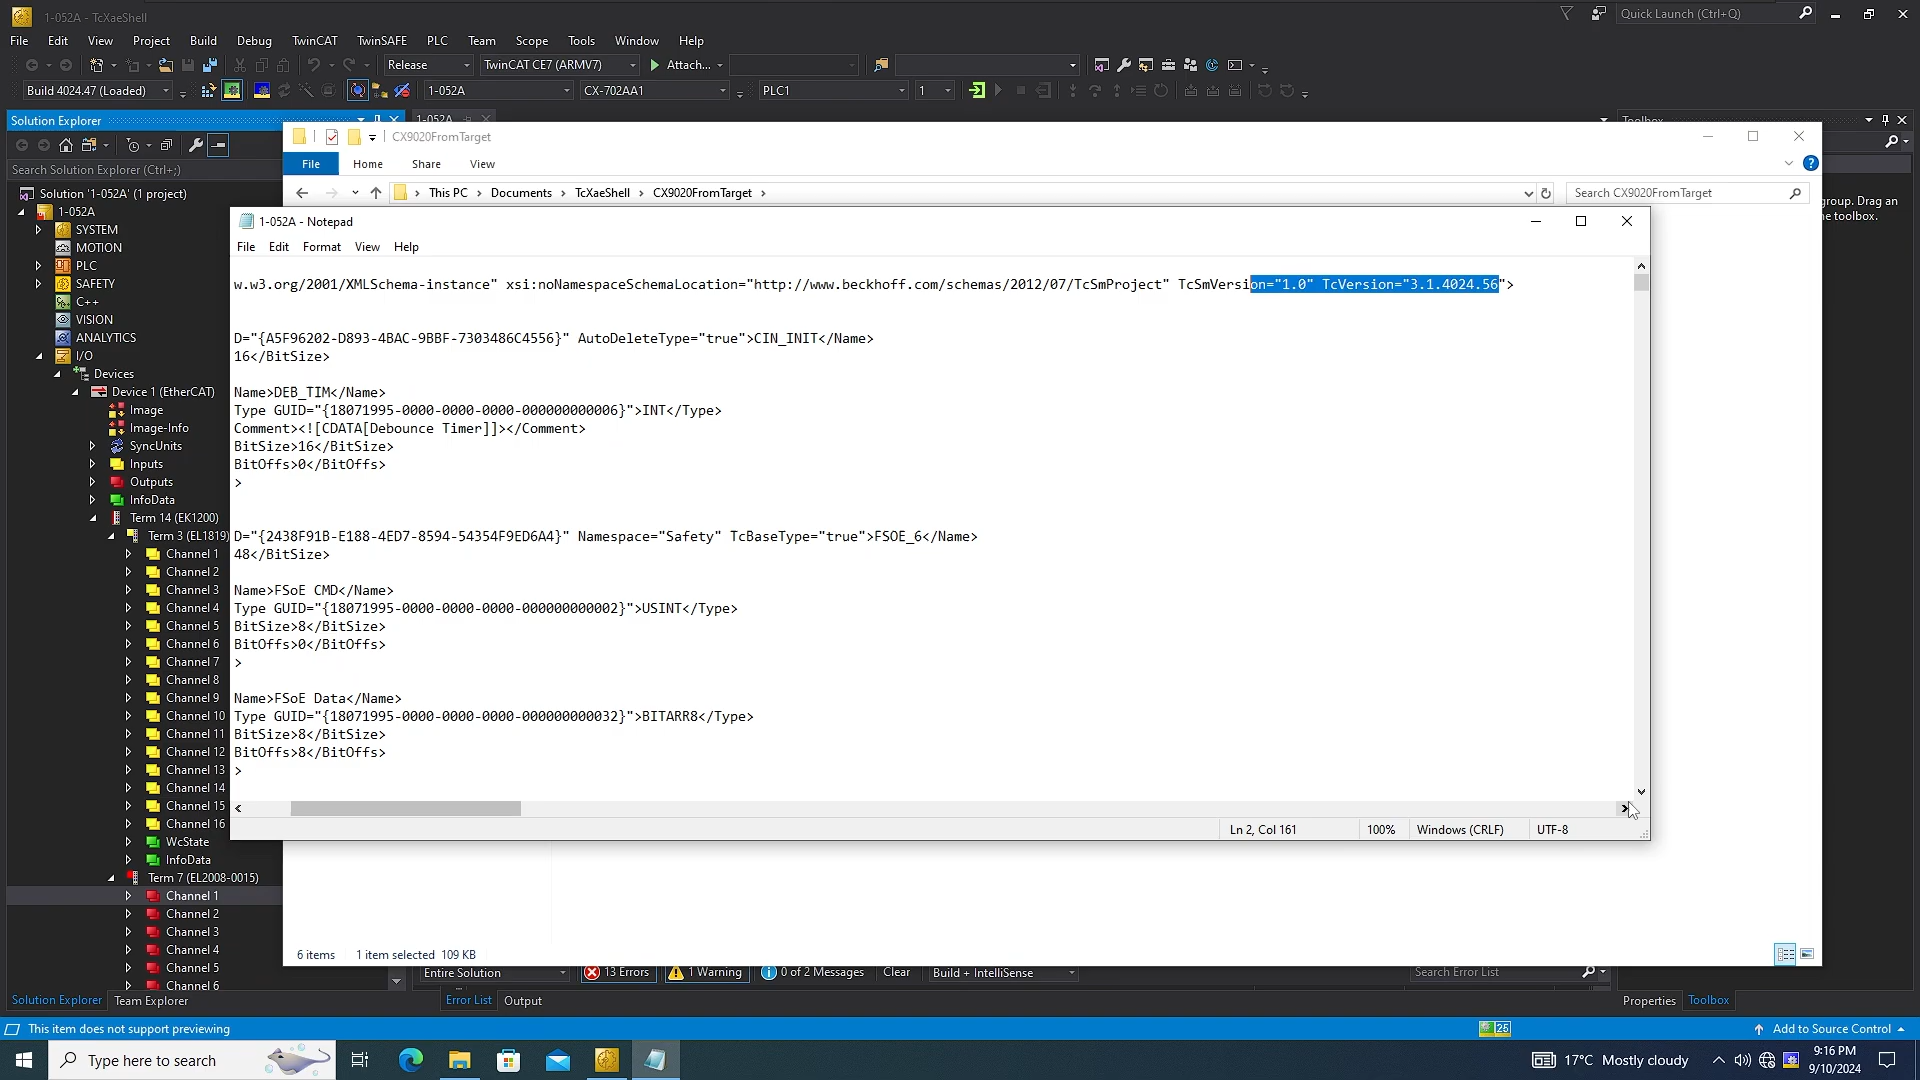 1-052A - TcXaeShell
Quick Launch (Ctrl+Q)
File Edit View Project Build Debug TwinCAT TwinSAFE PLC Team Scope Tools Window Help
Release TwinCAT CE7 (ARMV7) Attach...
Build 4024.47 (Loaded) 1-052A CX-702AA1 PLC1 1
Solution Explorer
1-052A
Toolbox
Search Solution Explorer (Ctrl+;)
Solution '1-052A' (1 project)
1-052A
SYSTEM
MOTION
PLC
SAFETY
C++
VISION
ANALYTICS
I/O
Devices
Device 1 (EtherCAT)
Image
Image-Info
SyncUnits
Inputs
Outputs
InfoData
Term 14 (EK1200)
Term 3 (EL1819)
Channel 1
Channel 2
Channel 3
Channel 4
Channel 5
Channel 6
Channel 7
Channel 8
Channel 9
Channel 10
Channel 11
Channel 12
Channel 13
Channel 14
Channel 15
Channel 16
WcState
InfoData
Term 7 (EL2008-0015)
Channel 1
Channel 2
Channel 3
Channel 4
Channel 5
Channel 6
Solution Explorer Team Explorer
CX9020FromTarget
File Home Share View
This PC Documents TcXaeShell CX9020FromTarget
Search CX9020FromTarget
group. Drag an
e toolbox.
1-052A - Notepad
File Edit Format View Help
w.w3.org/2001/XMLSchema-instance" xsi:noNamespaceSchemaLocation="http://www.beckhoff.com/schemas/2012/07/TcSmProject" TcSmVersion="1.0" TcVersion="3.1.4024.56">
D="{A5F96202-D893-4BAC-9BBF-7303486C4556}" AutoDeleteType="true">CIN_INIT</Name>
16</BitSize>
Name>DEB_TIM</Name>
Type GUID="{18071995-0000-0000-0000-000000000006}">INT</Type>
Comment><![CDATA[Debounce Timer]]></Comment>
BitSize>16</BitSize>
BitOffs>0</BitOffs>
>
D="{2438F91B-E188-4ED7-8594-54354F9ED6A4}" Namespace="Safety" TcBaseType="true">FSOE_6</Name>
48</BitSize>
Name>FSoE CMD</Name>
Type GUID="{18071995-0000-0000-0000-000000000002}">USINT</Type>
BitSize>8</BitSize>
BitOffs>0</BitOffs>
>
Name>FSoE Data</Name>
Type GUID="{18071995-0000-0000-0000-000000000032}">BITARR8</Type>
BitSize>8</BitSize>
BitOffs>8</BitOffs>
>
Ln 2, Col 161 100% Windows (CRLF) UTF-8
6 items 1 item selected 109 KB
Entire Solution 13 Errors 1 Warning 0 of 2 Messages Clear Build + IntelliSense Search Error List
Error List Output
Properties Toolbox
This item does not support previewing
25
Add to Source Control
Type here to search
17°C Mostly cloudy
9:16 PM
9/10/2024